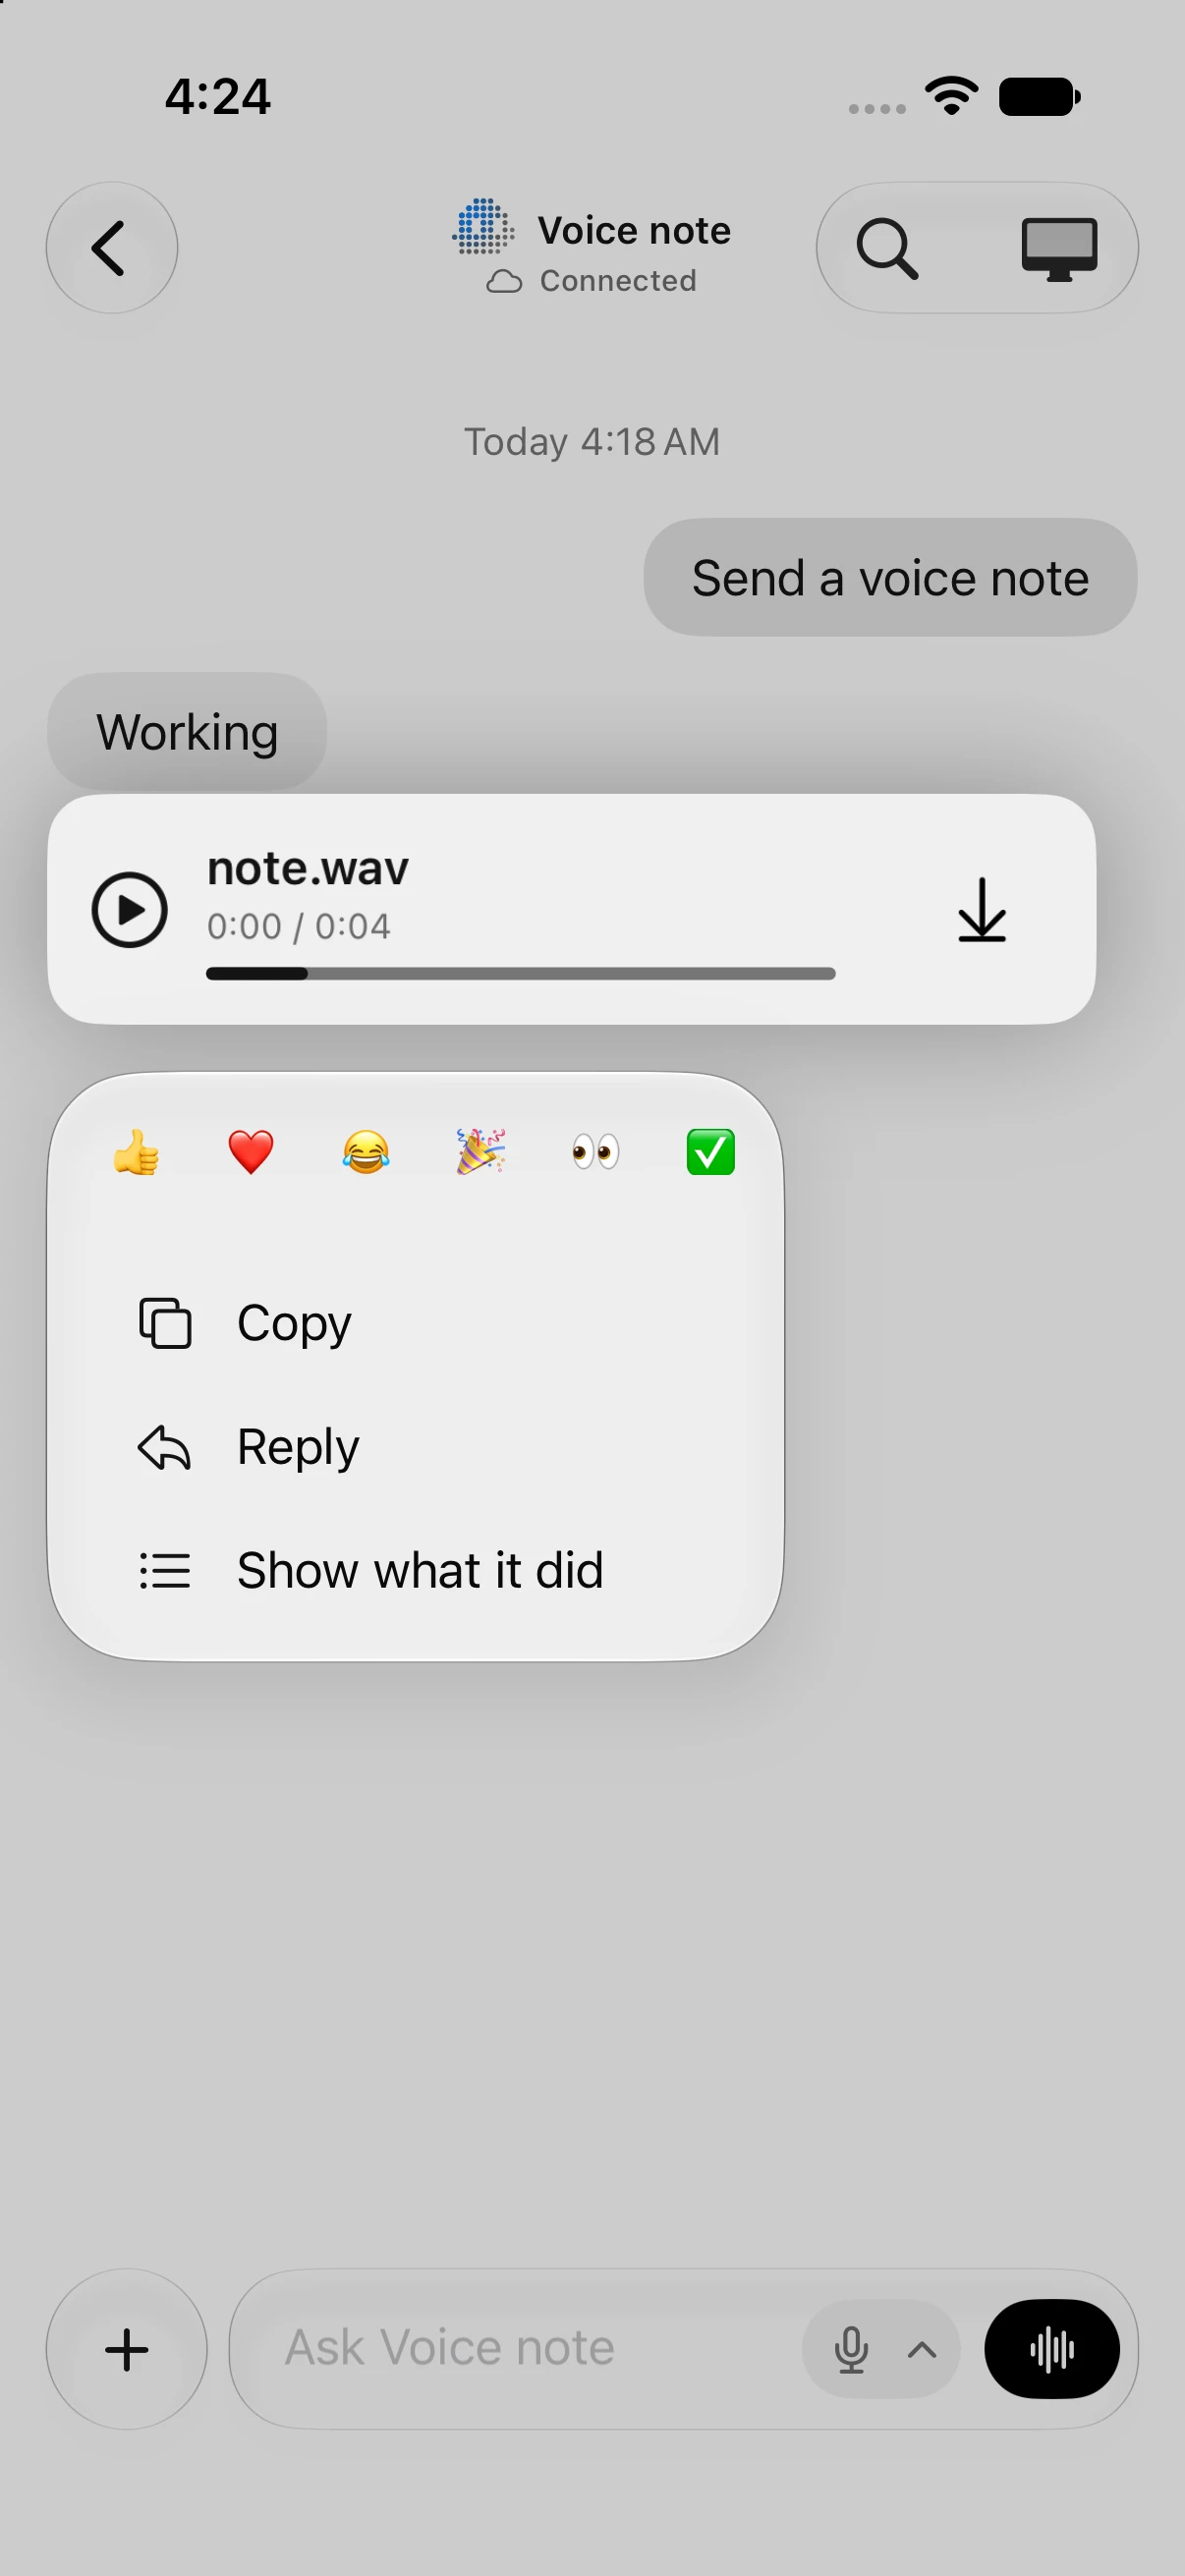 4:24
Voice note
Connected
Today 4:18 AM
Send a voice note
Working
note.wav
0:00 / 0:04
Copy
Reply
Show what it did
Ask Voice note